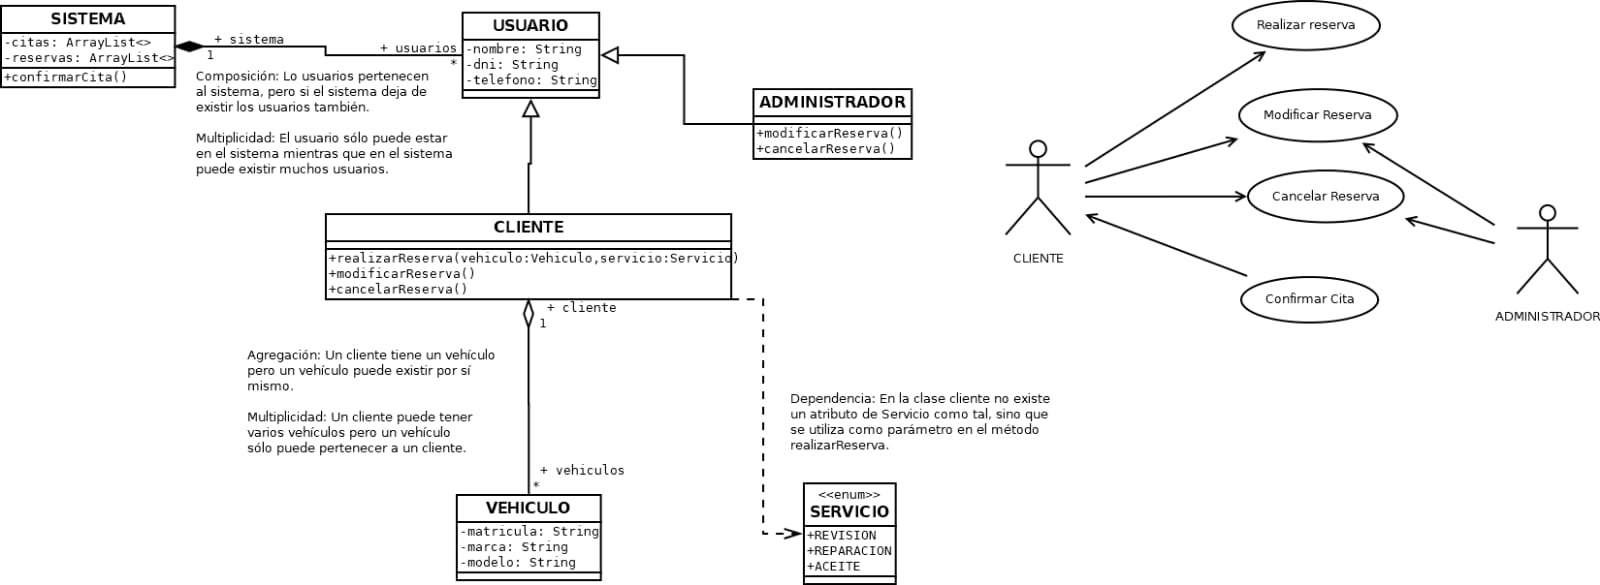 SISTEMA
-citas: ArrayList<>
-reservas: ArrayList<>
+confirmarCita()
+ sistema
1
+ usuarios
*
USUARIO
-nombre: String
-dni: String
-telefono: String
Composición: Lo usuarios pertenecen
al sistema, pero si el sistema deja de
existir los usuarios también.
Multiplicidad: El usuario sólo puede estar
en el sistema mientras que en el sistema
puede existir muchos usuarios.
ADMINISTRADOR
+modificarReserva()
+cancelarReserva()
CLIENTE
+realizarReserva(vehiculo:Vehiculo,servicio:Servicio)
+modificarReserva()
+cancelarReserva()
+ cliente
1
Agregación: Un cliente tiene un vehículo
pero un vehículo puede existir por sí
mismo.
Multiplicidad: Un cliente puede tener
varios vehículos pero un vehículo
sólo puede pertenecer a un cliente.
+ vehiculos
*
VEHICULO
-matricula: String
-marca: String
-modelo: String
Dependencia: En la clase cliente no existe
un atributo de Servicio como tal, sino que
se utiliza como parámetro en el método
realizarReserva.
<<enum>>
SERVICIO
+REVISION
+REPARACION
+ACEITE
Realizar reserva
Modificar Reserva
Cancelar Reserva
Confirmar Cita
CLIENTE
ADMINISTRADOR